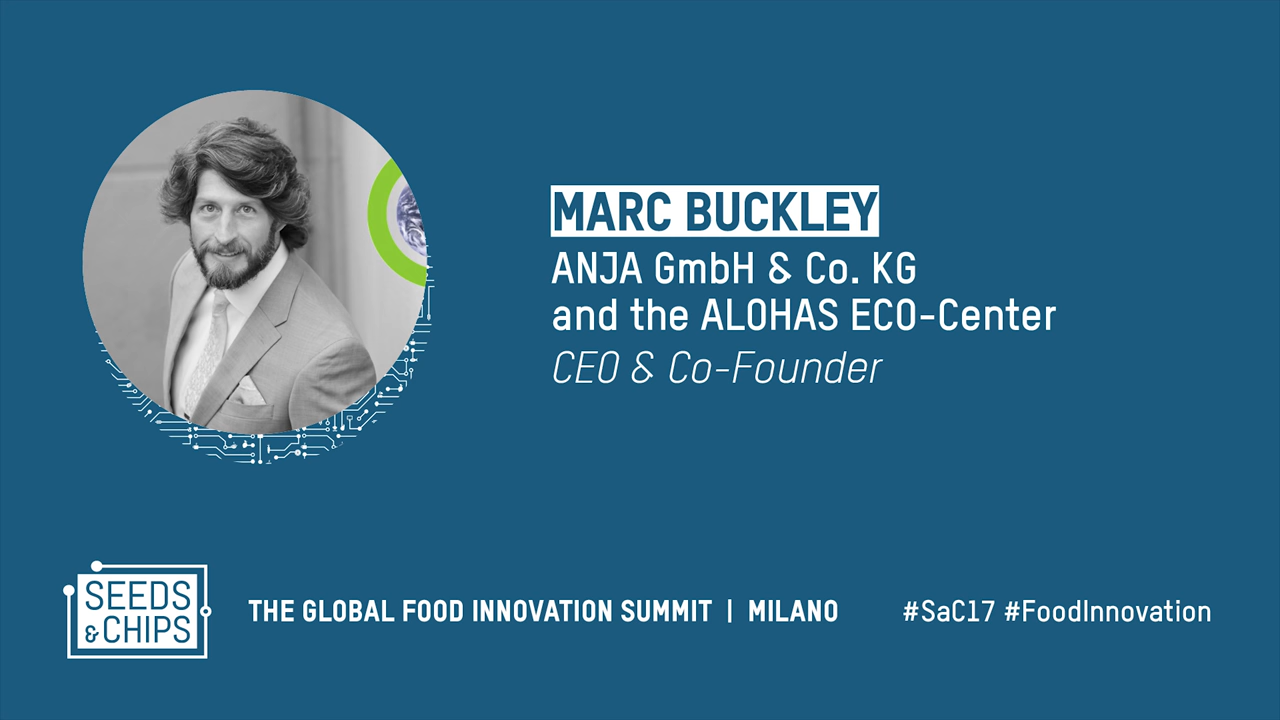 MARC BUCKLEY
ANJA GmbH & Co. KG
and the ALOHAS ECO-Center
CEO & Co-Founder
SEEDS
& CHIPS
THE GLOBAL FOOD INNOVATION SUMMIT | MILANO
#SaC17 #FoodInnovation